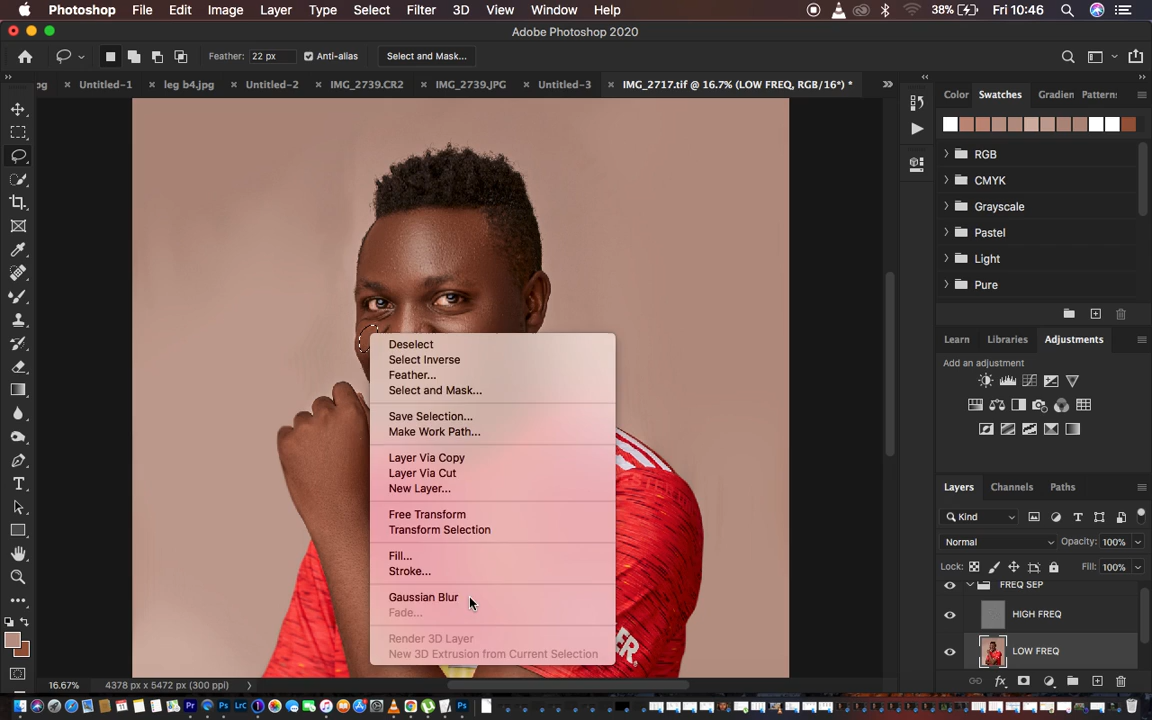 Photoshop File Edit Image Layer Type Select Filter 3D View Window Help 38% Fri 10:46
Adobe Photoshop 2020
Feather: 22 px Anti-alias Select and Mask...
og × Untitled-1 × leg b4.jpg × Untitled-2 × IMG_2739.CR2 × IMG_2739.JPG × Untitled-3 × IMG_2717.tif @ 16.7% (LOW FREQ, RGB/16*) *
Color Swatches Gradien Pattern:
RGB
CMYK
Grayscale
Pastel
Light
Pure
Learn Libraries Adjustments
Add an adjustment
Deselect
Select Inverse
Feather...
Select and Mask...
Save Selection...
Make Work Path...
Layer Via Copy
Layer Via Cut
New Layer...
Free Transform
Transform Selection
Fill...
Stroke...
Gaussian Blur
Fade...
Render 3D Layer
New 3D Extrusion from Current Selection
ER.
Layers Channels Paths
Kind
Normal Opacity: 100%
Lock: Fill: 100%
FREQ SEP
HIGH FREQ
LOW FREQ
16.67% 4378 px x 5472 px (300 ppi)
Pr Ps LrC Ps